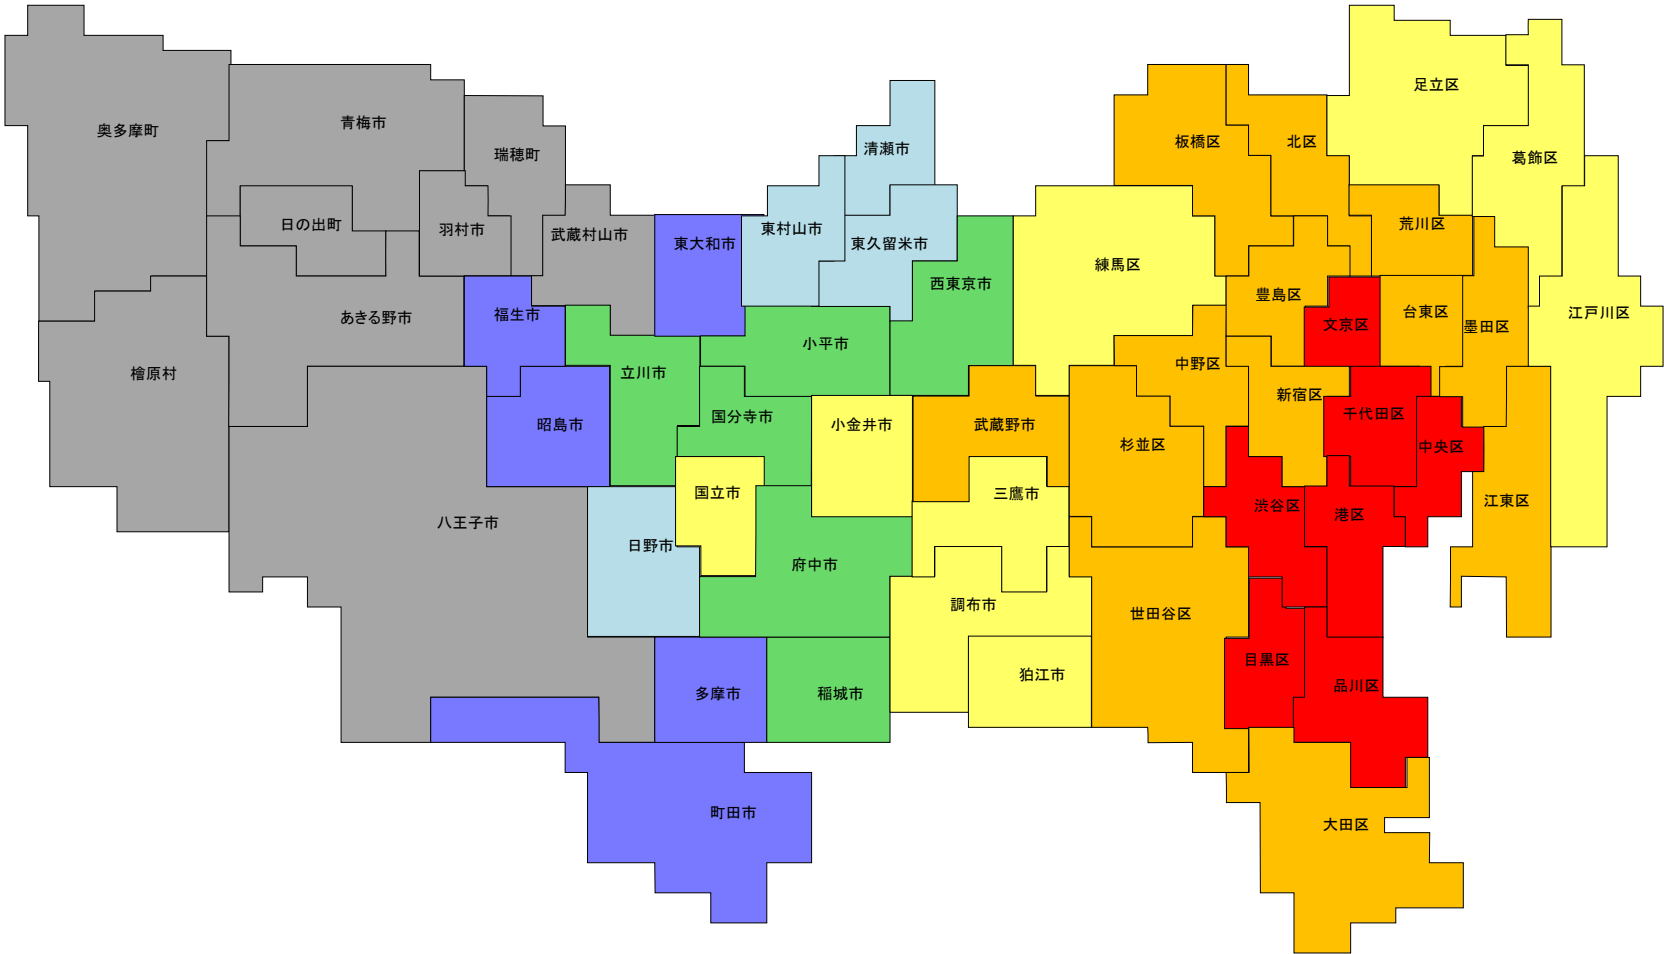 足立区
奥多摩町
青梅市
瑞穂町
清瀬市
板橋区
北区
葛飾区
日の出町
羽村市
武蔵村山市
東大和市
東村山市
東久留米市
荒川区
練馬区
西東京市
豊島区
あきる野市
福生市
文京区
台東区
墨田区
江戸川区
檜原村
立川市
小平市
中野区
新宿区
昭島市
国分寺市
小金井市
武蔵野市
杉並区
千代田区
中央区
国立市
三鷹市
渋谷区
港区
江東区
八王子市
日野市
府中市
調布市
世田谷区
目黒区
狛江市
品川区
多摩市
稲城市
町田市
大田区